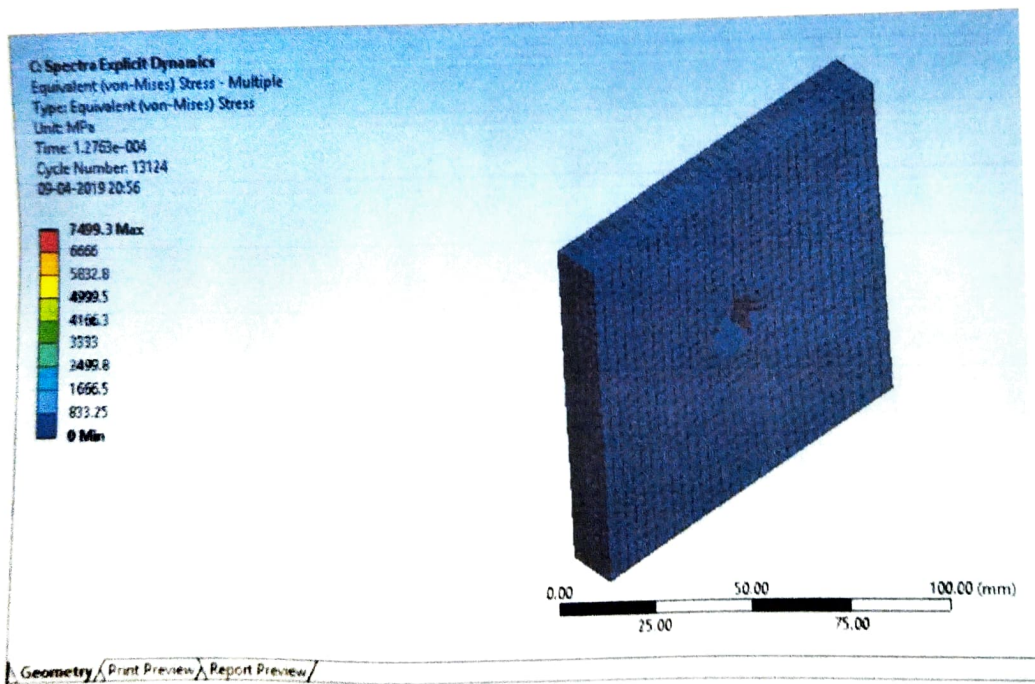 C: Spectra Explicit Dynamics
Equivalent (von-Mises) Stress - Multiple
Type: Equivalent (von-Mises) Stress
Unit: MPa
Time: 1.2763e-004
Cycle Number: 13124
09-04-2019 20:56
7499.3 Max
6666
5832.8
4999.5
4166.3
3333
2499.8
1666.5
833.25
0 Min
0.00 50.00 100.00 (mm)
25.00 75.00
Geometry Print Preview Report Preview